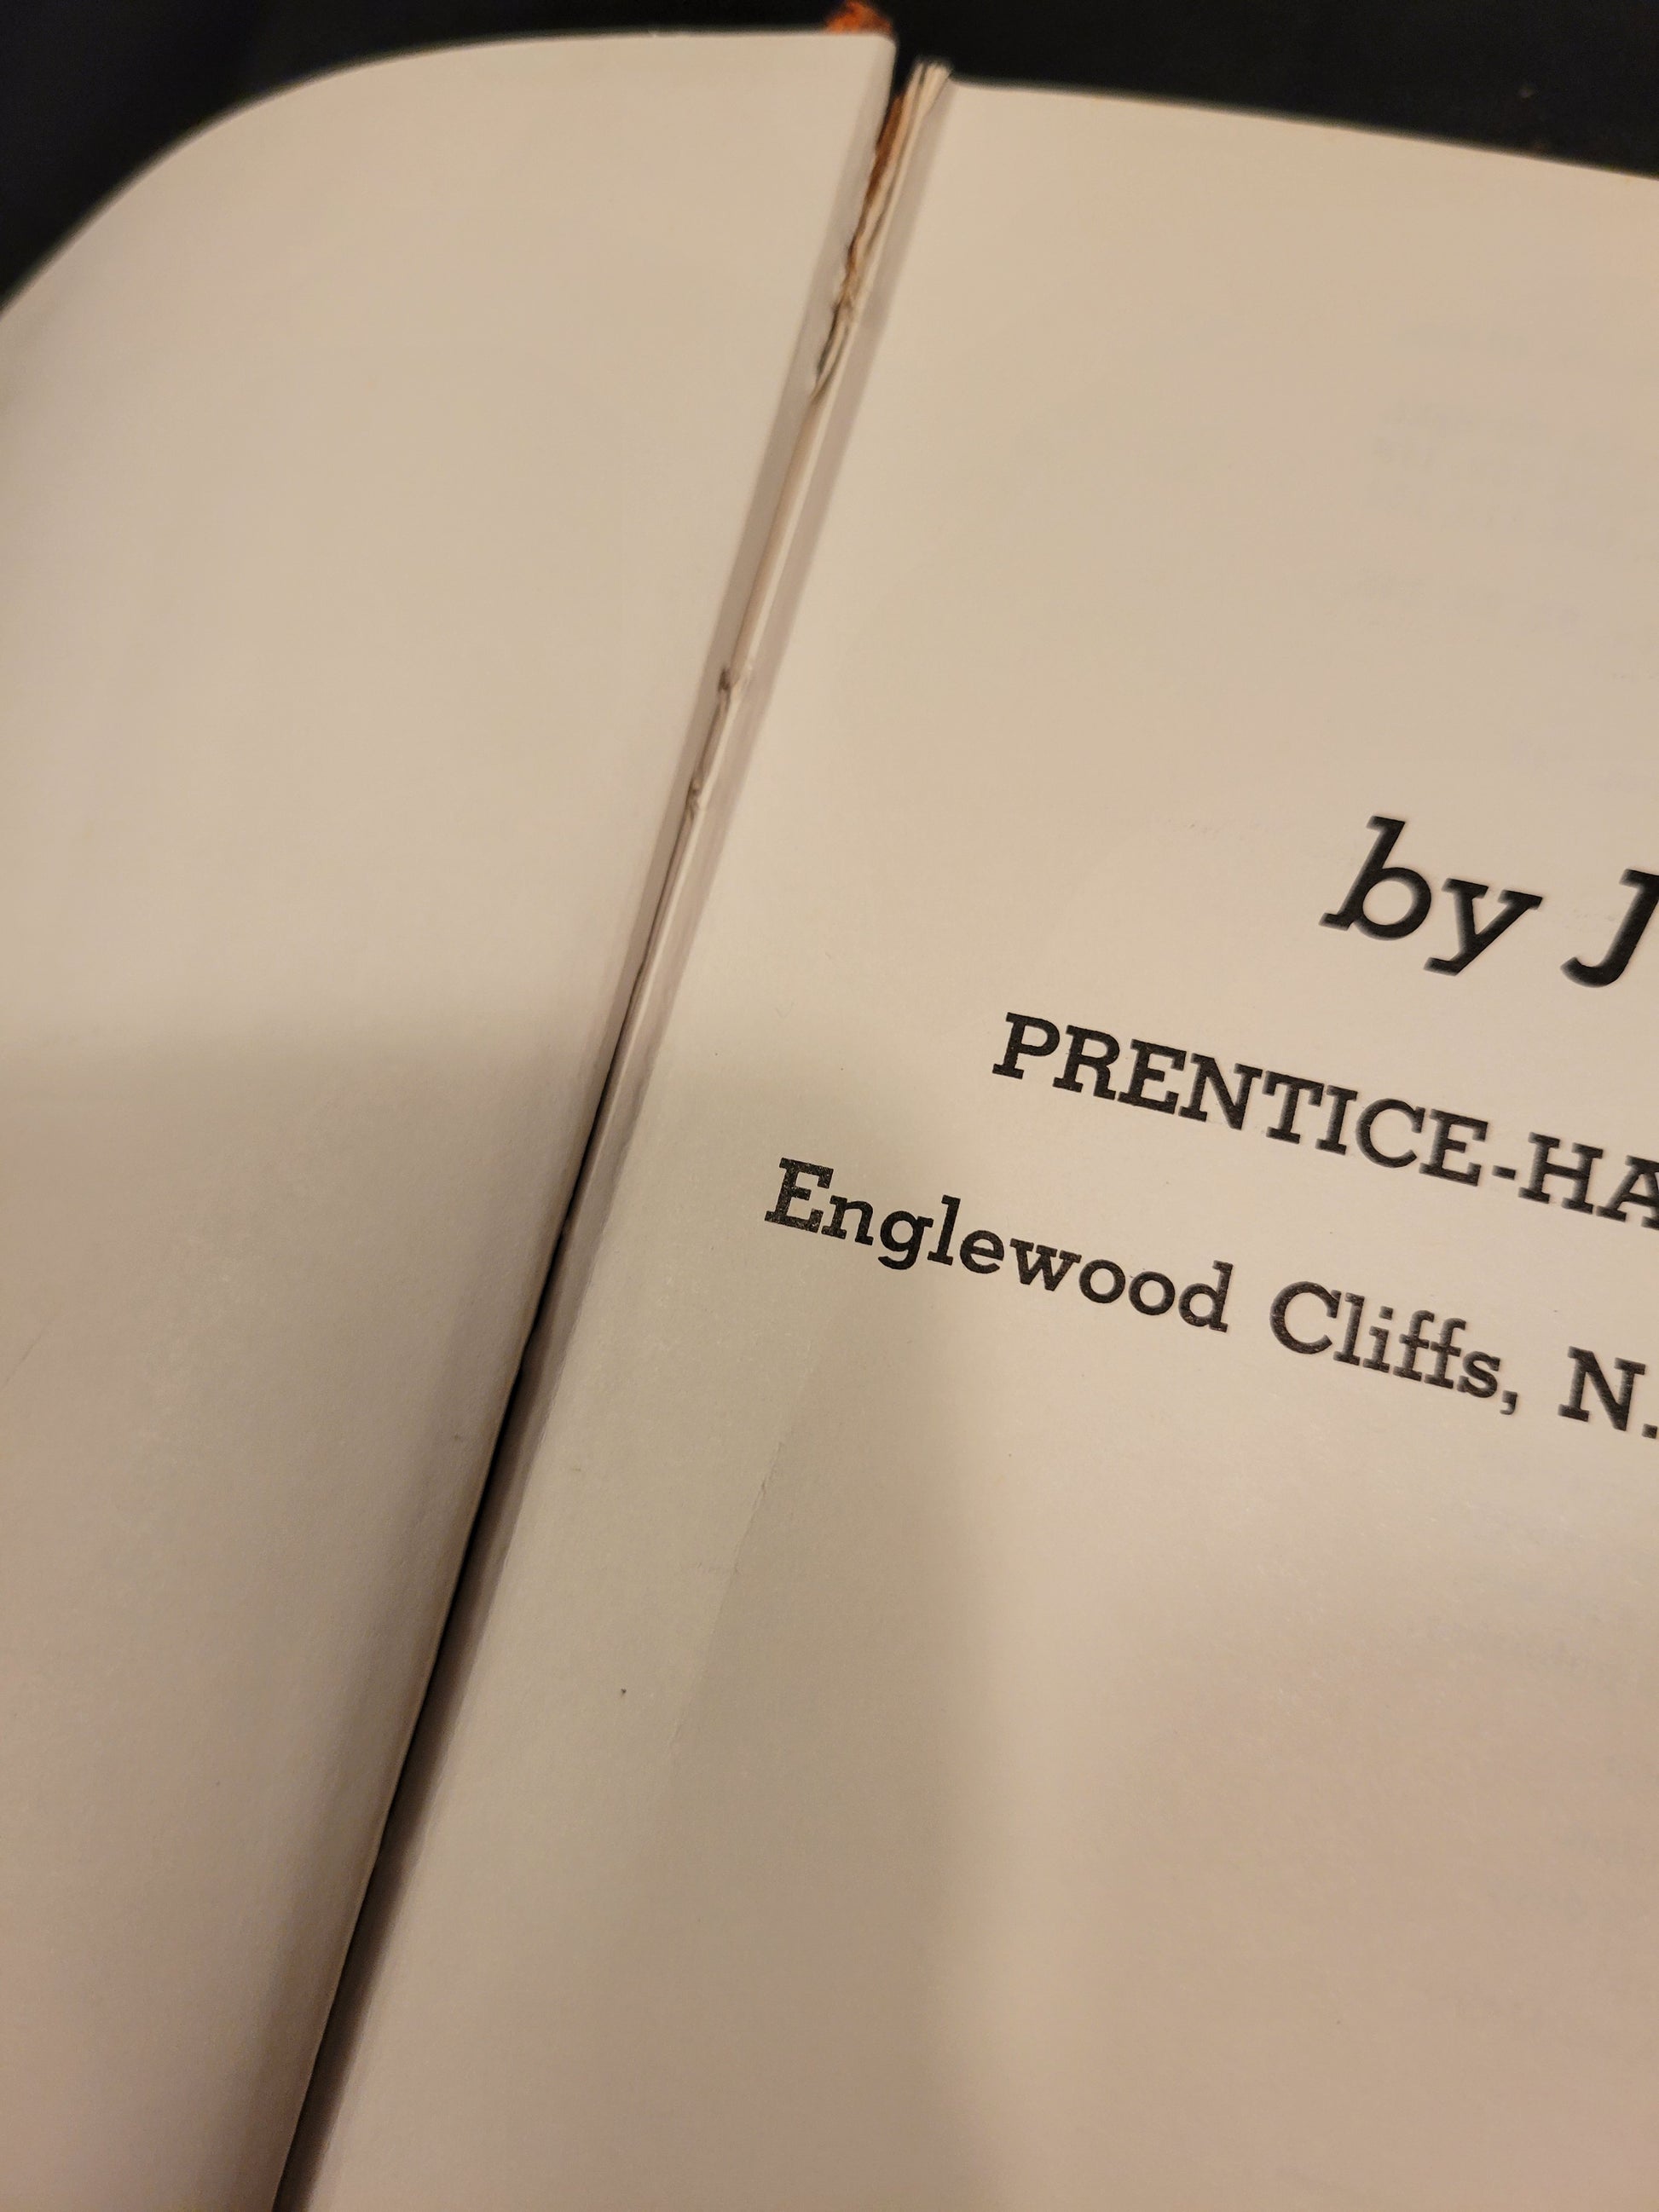 by J
PRENTICE-HA
Englewood Cliffs, N.